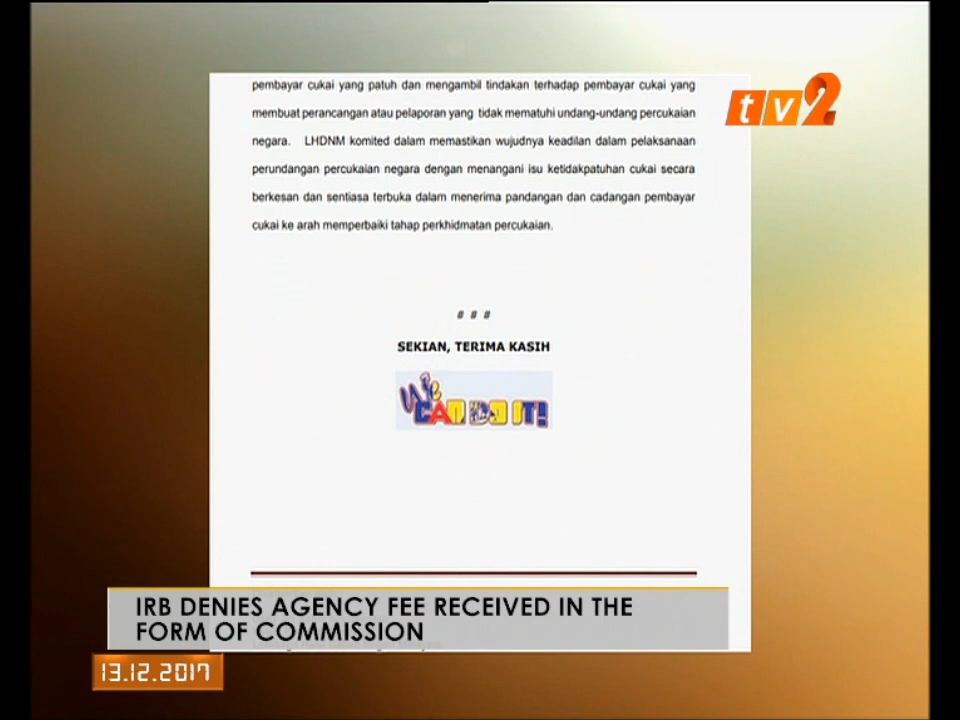 pembayar cukai yang patuh dan mengambil tindakan terhadap pembayar cukai yang
membuat perancangan atau pelaporan yang tidak mematuhi undang-undang percukaian
negara. LHDNM komited dalam memastikan wujudnya keadilan dalam pelaksanaan
perundangan percukaian negara dengan menangani isu ketidakpatuhan cukai secara
berkesan dan sentiasa terbuka dalam menerima pandangan dan cadangan pembayar
cukai ke arah memperbaiki tahap perkhidmatan percukaian.
tv2
# # #
SEKIAN, TERIMA KASIH
We
CAN DO IT!
IRB DENIES AGENCY FEE RECEIVED IN THE
FORM OF COMMISSION
13.12.2017